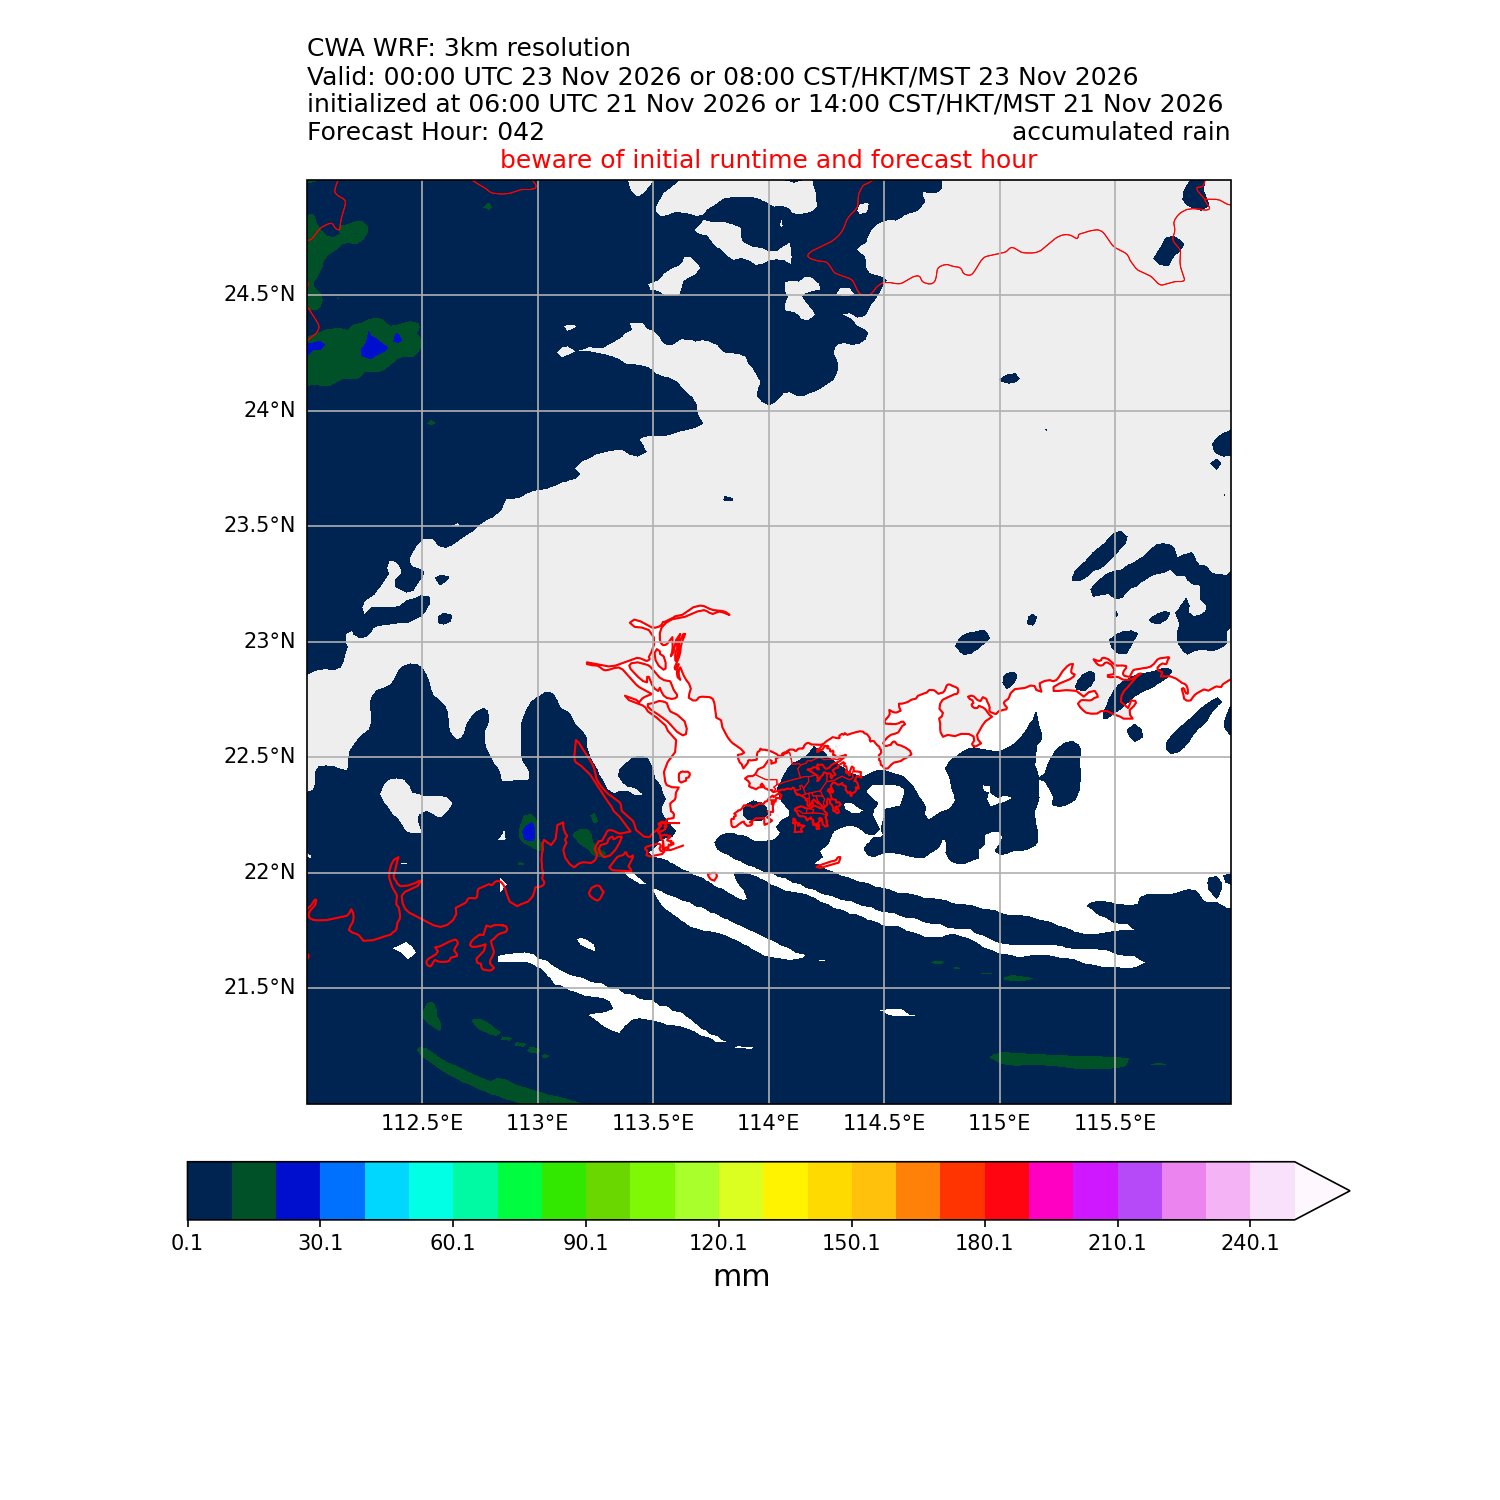 CWA WRF: 3km resolution
Valid: 00:00 UTC 23 Nov 2026 or 08:00 CST/HKT/MST 23 Nov 2026
initialized at 06:00 UTC 21 Nov 2026 or 14:00 CST/HKT/MST 21 Nov 2026
Forecast Hour: 042 accumulated rain
beware of initial runtime and forecast hour
24.5°N
24°N
23.5°N
23°N
22.5°N
22°N
21.5°N
112.5°E 113°E 113.5°E 114°E 114.5°E 115°E 115.5°E
0.1 30.1 60.1 90.1 120.1 150.1 180.1 210.1 240.1
mm